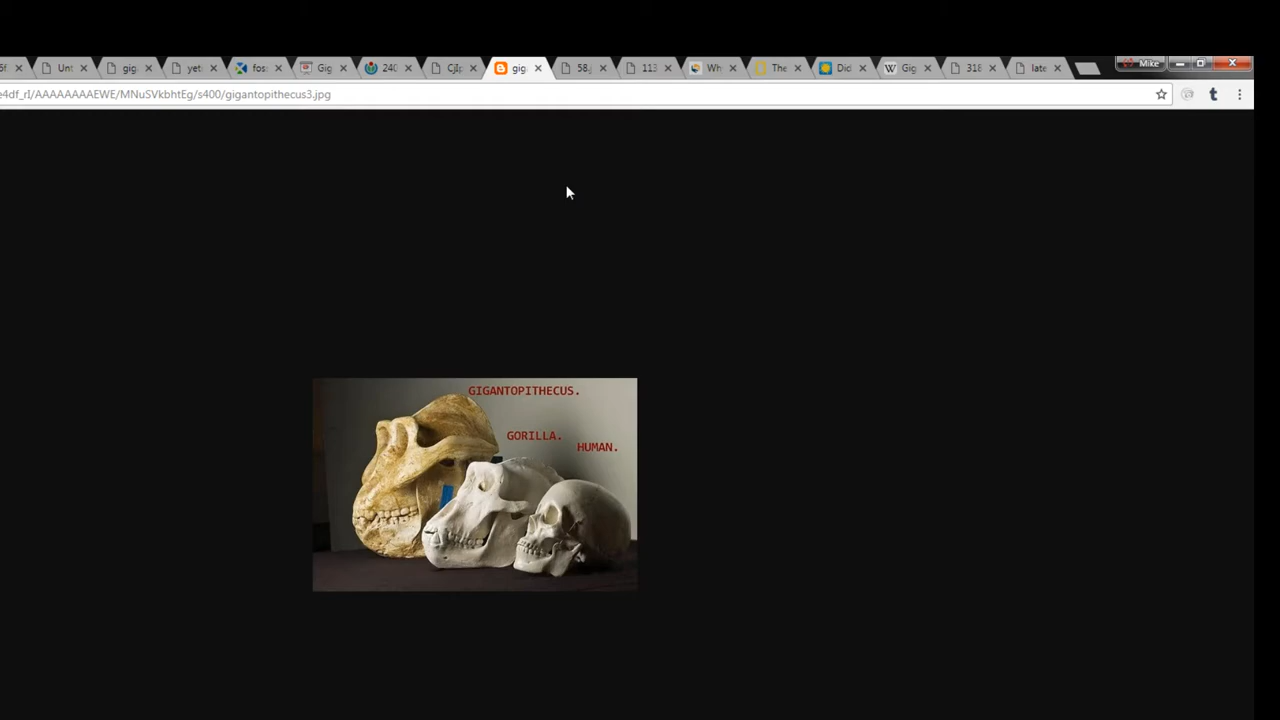 Unt
gig
yet
fos
Gig
240
gig
58.j
113
Wh
The
Did
Gig
318
late
Mike
e4df_rI/AAAAAAAAEWE/MNuSVkbhtEg/s400/gigantopithecus3.jpg
GIGANTOPITHECUS.
GORILLA.
HUMAN.